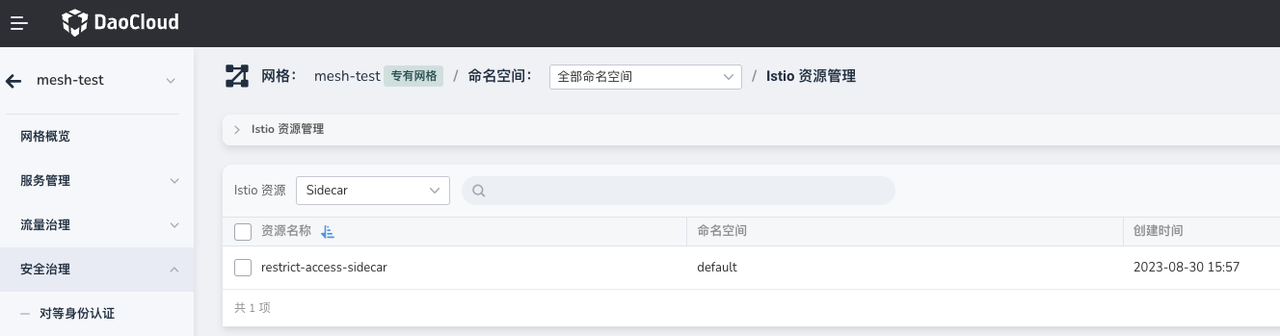 DaoCloud
mesh-test
网格： mesh-test 专有网格 / 命名空间： 全部命名空间 / Istio 资源管理
网格概览
Istio 资源管理
服务管理
Istio 资源 Sidecar
流量治理
资源名称 命名空间 创建时间
安全治理
restrict-access-sidecar default 2023-08-30 15:57
对等身份认证
共 1 项